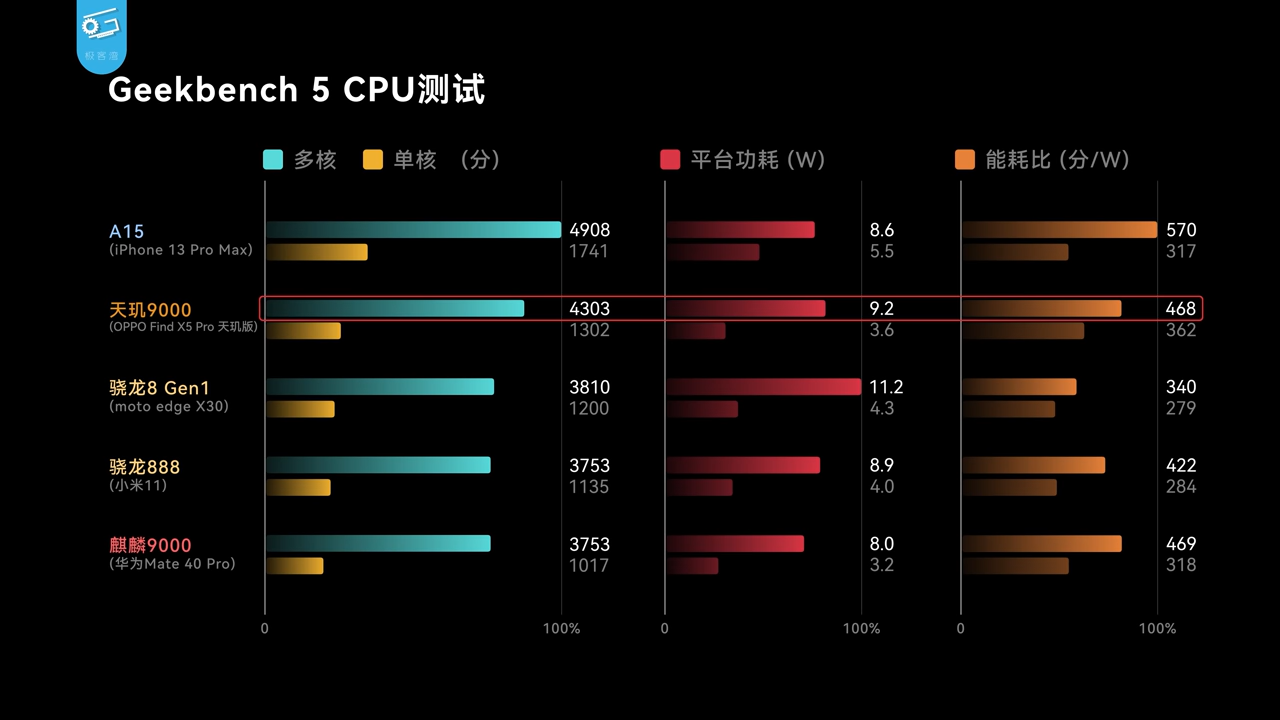 极客湾
Geekbench 5 CPU测试
多核 单核 (分) 平台功耗 (W) 能耗比 (分/W)
A15 4908 8.6 570
(iPhone 13 Pro Max) 1741 5.5 317
天玑9000 4303 9.2 468
(OPPO Find X5 Pro 天玑版) 1302 3.6 362
骁龙8 Gen1 3810 11.2 340
(moto edge X30) 1200 4.3 279
骁龙888 3753 8.9 422
(小米11) 1135 4.0 284
麒麟9000 3753 8.0 469
(华为Mate 40 Pro) 1017 3.2 318
0 100% 0 100% 0 100%